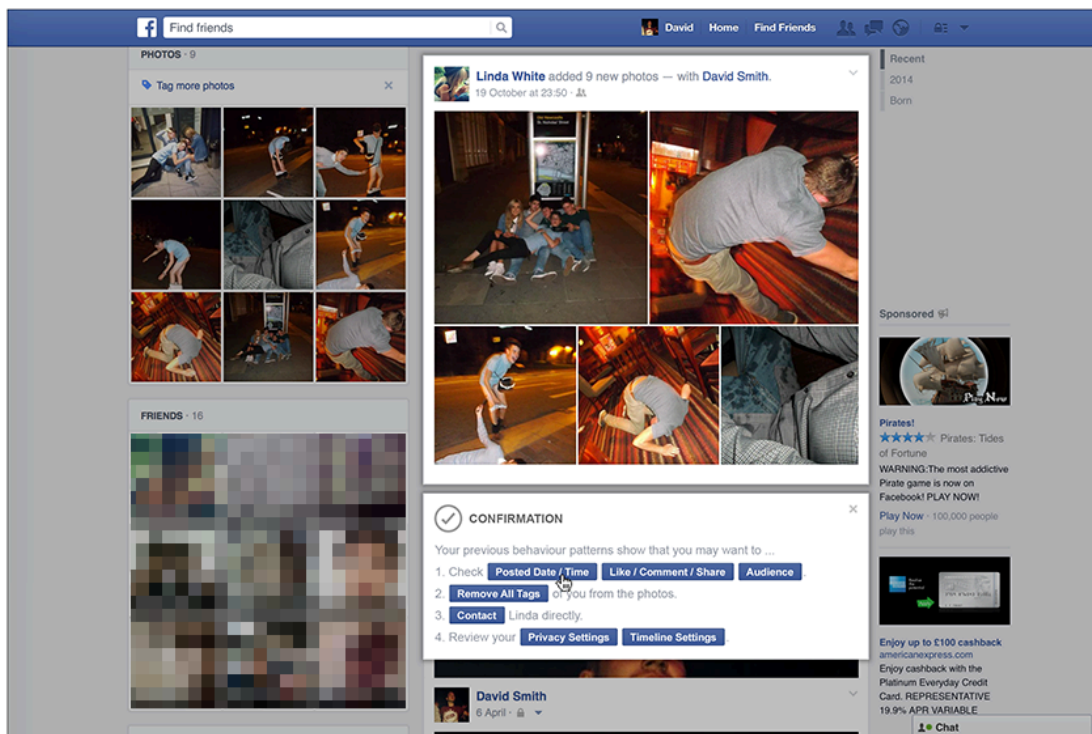 f
Find friends
David Home Find Friends
PHOTOS · 9
Tag more photos
Linda White added 9 new photos — with David Smith.
19 October at 23:50 ·
FRIENDS · 16
CONFIRMATION
Your previous behaviour patterns show that you may want to ...
1. Check Posted Date / Time Like / Comment / Share Audience .
2. Remove All Tags of you from the photos.
3. Contact Linda directly.
4. Review your Privacy Settings Timeline Settings .
David Smith
6 April ·
Recent
2014
Born
Sponsored
Play Now
Pirates!
Pirates: Tides
of Fortune
WARNING:The most addictive
Pirate game is now on
Facebook! PLAY NOW!
Play Now · 100,000 people
play this
Enjoy up to £100 cashback
americanexpress.com
Enjoy cashback with the
Platinum Everyday Credit
Card. REPRESENTATIVE
19.9% APR VARIABLE
Chat